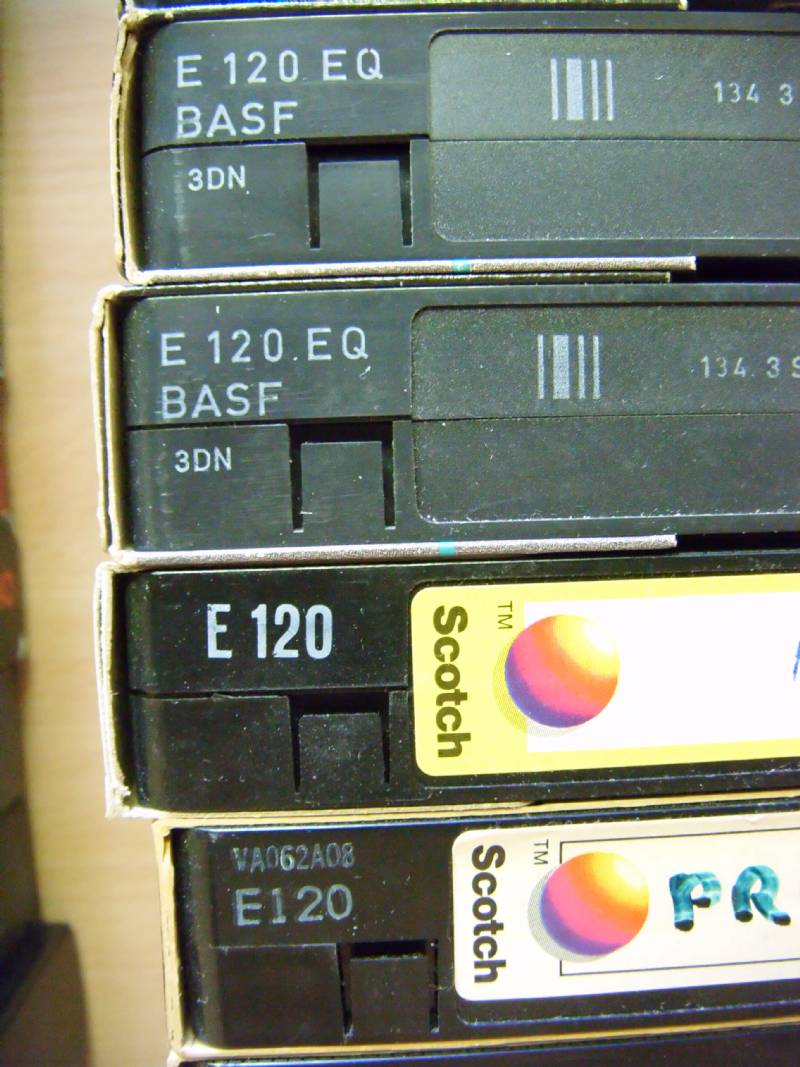 E 120 EQ
BASF
3DN
134 3
E 120 EQ
BASF
3DN
134 3 S
E 120
Scotch
TM
VA062A08
E120
Scotch
TM
PR